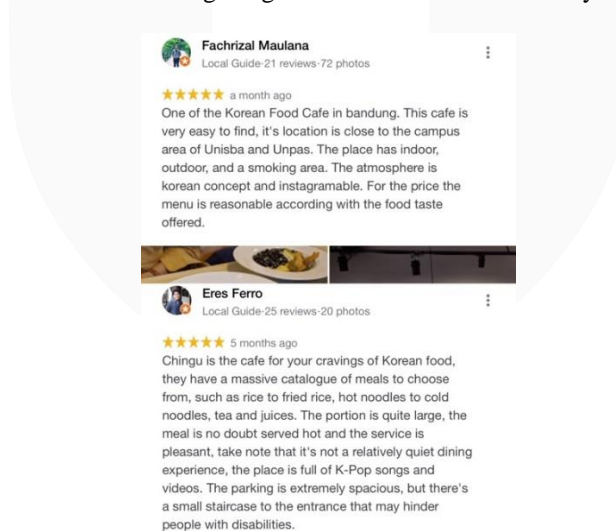 Fachrizal Maulana
Local Guide·21 reviews·72 photos
a month ago
One of the Korean Food Cafe in bandung. This cafe is
very easy to find, it's location is close to the campus
area of Unisba and Unpas. The place has indoor,
outdoor, and a smoking area. The atmosphere is
korean concept and instagramable. For the price the
menu is reasonable according with the food taste
offered.
Eres Ferro
Local Guide·25 reviews·20 photos
5 months ago
Chingu is the cafe for your cravings of Korean food,
they have a massive catalogue of meals to choose
from, such as rice to fried rice, hot noodles to cold
noodles, tea and juices. The portion is quite large, the
meal is no doubt served hot and the service is
pleasant, take note that it's not a relatively quiet dining
experience, the place is full of K-Pop songs and
videos. The parking is extremely spacious, but there's
a small staircase to the entrance that may hinder
people with disabilities.